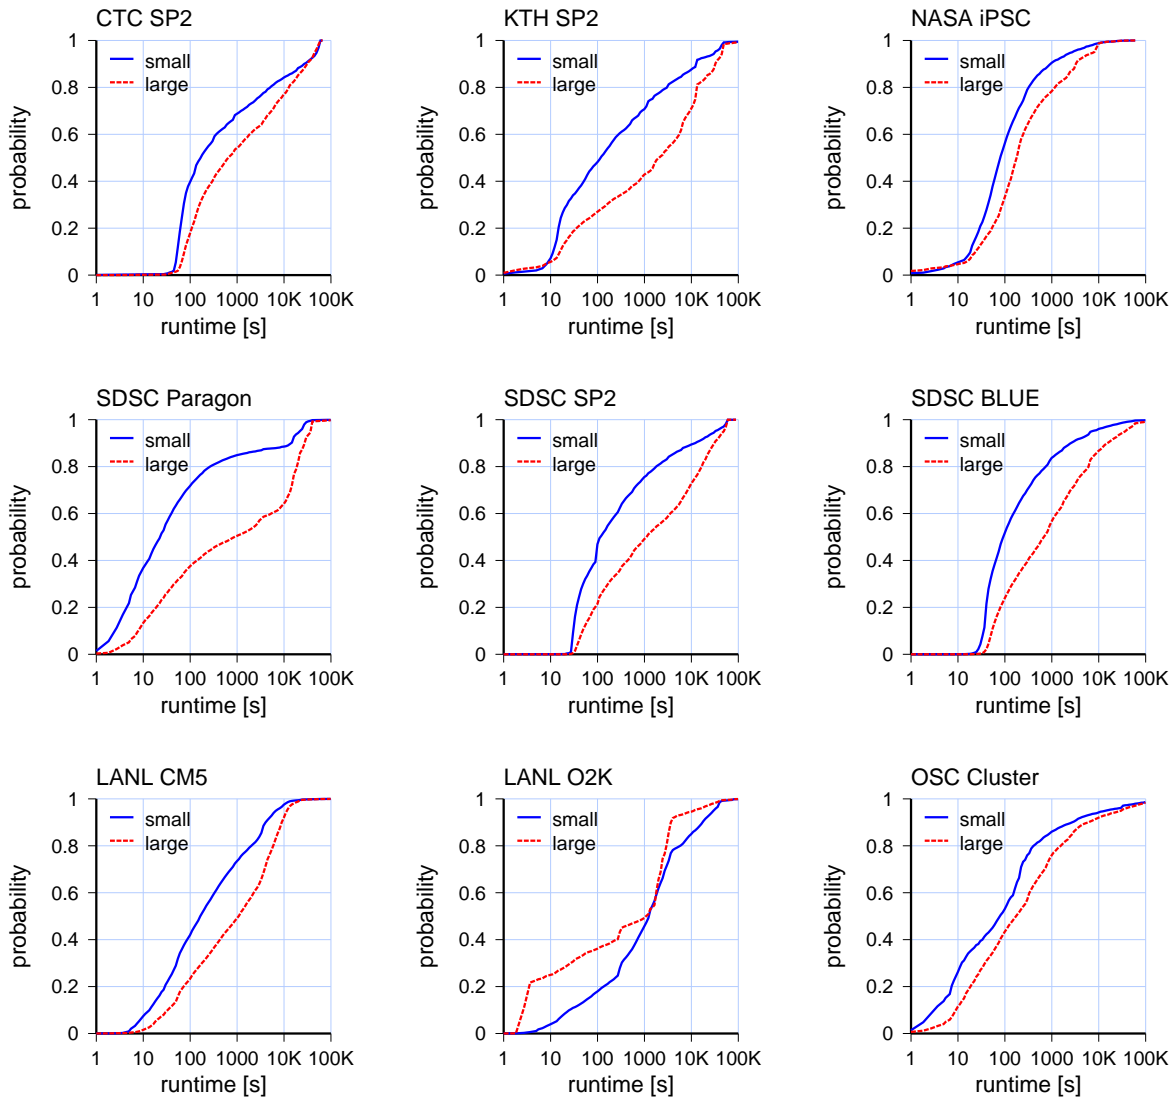 CTC SP2
1
small
large
0.8
0.6
0.4
0.2
0
probability
1 10 100 1000 10K 100K
runtime [s]
KTH SP2
1
small
large
0.8
0.6
0.4
0.2
0
probability
1 10 100 1000 10K 100K
runtime [s]
NASA iPSC
1
small
large
0.8
0.6
0.4
0.2
0
probability
1 10 100 1000 10K 100K
runtime [s]
SDSC Paragon
1
small
large
0.8
0.6
0.4
0.2
0
probability
1 10 100 1000 10K 100K
runtime [s]
SDSC SP2
1
small
large
0.8
0.6
0.4
0.2
0
probability
1 10 100 1000 10K 100K
runtime [s]
SDSC BLUE
1
small
large
0.8
0.6
0.4
0.2
0
probability
1 10 100 1000 10K 100K
runtime [s]
LANL CM5
1
small
large
0.8
0.6
0.4
0.2
0
probability
1 10 100 1000 10K 100K
runtime [s]
LANL O2K
1
small
large
0.8
0.6
0.4
0.2
0
probability
1 10 100 1000 10K 100K
runtime [s]
OSC Cluster
1
small
large
0.8
0.6
0.4
0.2
0
probability
1 10 100 1000 10K 100K
runtime [s]